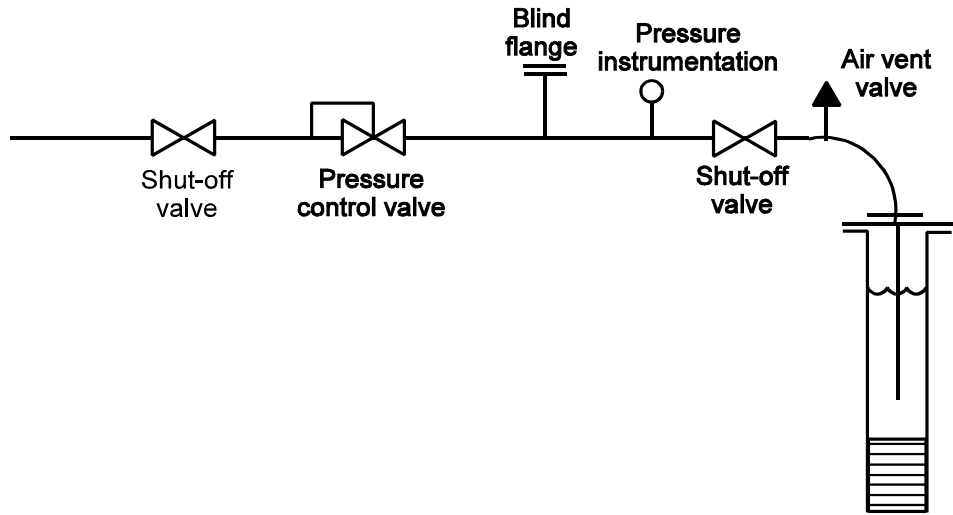 Blind
flange
Pressure
instrumentation
Air vent
valve
Shut-off
valve
Pressure
control valve
Shut-off
valve